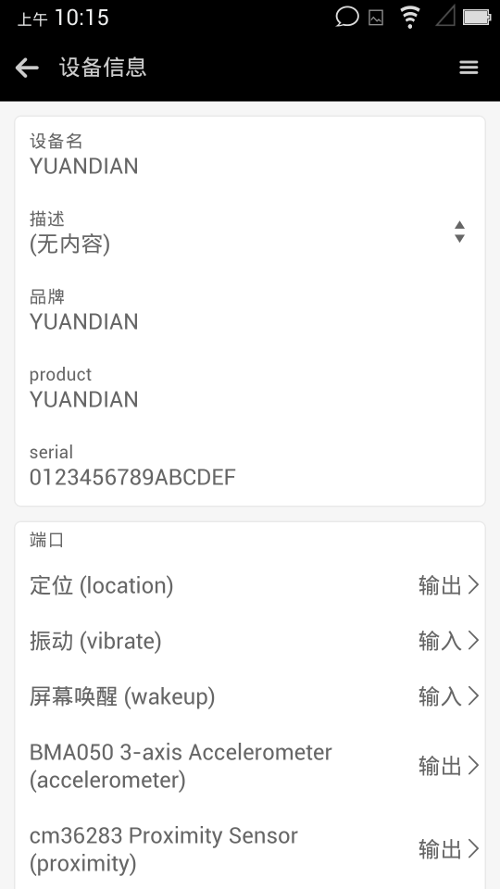 上午 10:15
设备信息
设备名
YUANDIAN
描述
(无内容)
品牌
YUANDIAN
product
YUANDIAN
serial
0123456789ABCDEF
端口
定位 (location) 输出
振动 (vibrate) 输入
屏幕唤醒 (wakeup) 输入
BMA050 3-axis Accelerometer
(accelerometer) 输出
cm36283 Proximity Sensor
(proximity) 输出